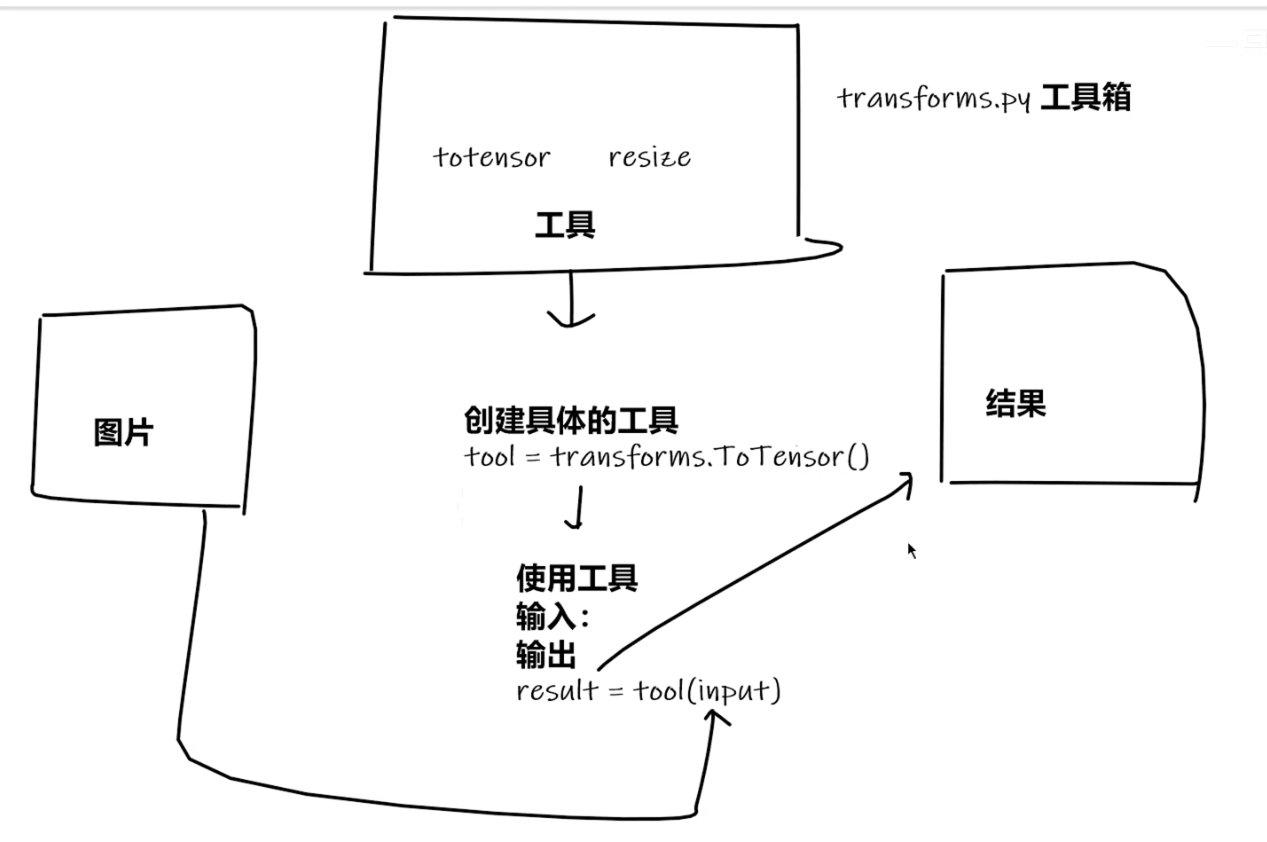 transforms.py 工具箱
totensor resize
工具
图片
创建具体的工具
tool = transforms.ToTensor()
结果
使用工具
输入：
输出
result = tool(input)